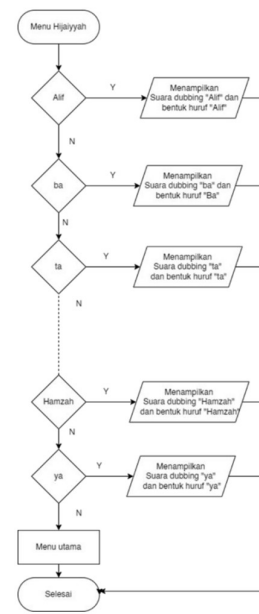 Menu Hijaiyyah
Alif
Y
Menampilkan
Suara dubbing "Alif" dan
bentuk huruf "Alif"
N
ba
Y
Menampilkan
Suara dubbing "ba" dan
bentuk huruf "Ba"
N
ta
Y
Menampilkan
Suara dubbing "ta"
dan bentuk huruf "ta"
N
Hamzah
Y
Menampilkan
Suara dubbing "Hamzah"
dan bentuk huruf "Hamzah"
N
ya
Y
Menampilkan
Suara dubbing "ya"
dan bentuk huruf "ya"
N
Menu utama
Selesai